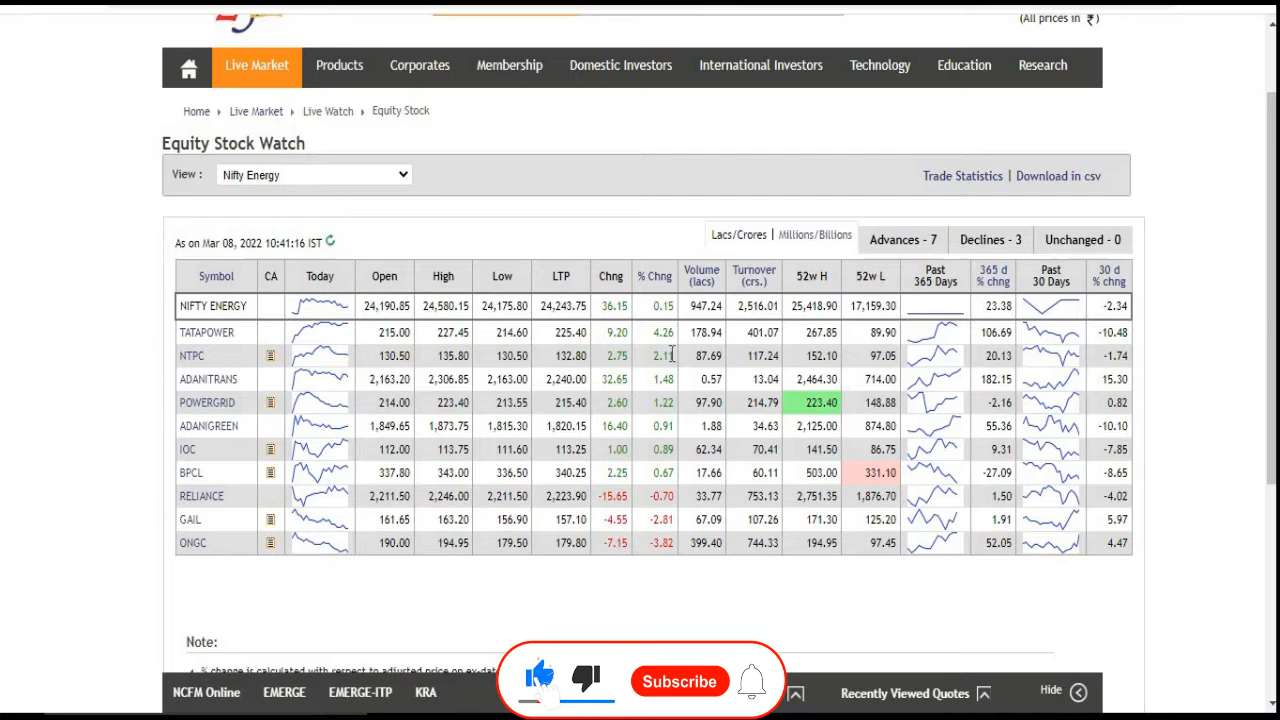 (All prices in ₹)
Live Market Products Corporates Membership Domestic Investors International Investors Technology Education Research
Home Live Market Live Watch Equity Stock
Equity Stock Watch
View : Nifty Energy Trade Statistics | Download in csv
As on Mar 08, 2022 10:41:16 IST Lacs/Crores | Millions/Billions Advances - 7 Declines - 3 Unchanged - 0
Symbol CA Today Open High Low LTP Chng % Chng Volume (lacs) Turnover (crs.) 52w H 52w L Past 365 Days 365 d % chng Past 30 Days 30 d % chng
NIFTY ENERGY 24,190.85 24,580.15 24,175.80 24,243.75 36.15 0.15 947.24 2,516.01 25,418.90 17,159.30 23.38 -2.34
TATAPOWER 215.00 227.45 214.60 225.40 9.20 4.26 178.94 401.07 267.85 89.90 106.69 -10.48
NTPC 130.50 135.80 130.50 132.80 2.75 87.69 117.24 152.10 97.05 20.13 -1.74
ADANITRANS 2,163.20 2,306.85 2,163.00 2,240.00 32.65 1.48 0.57 13.04 2,464.30 714.00 182.15 15.30
POWERGRID 214.00 223.40 213.55 215.40 2.60 1.22 97.90 214.79 223.40 148.88 -2.16 0.82
ADANIGREEN 1,849.65 1,873.75 1,815.30 1,820.15 16.40 0.91 1.88 34.63 2,125.00 874.80 55.36 -10.10
IOC 112.00 113.75 111.60 113.25 1.00 0.89 62.34 70.41 141.50 86.75 9.31 -7.85
BPCL 337.80 343.00 336.50 340.25 2.25 0.67 17.66 60.11 503.00 331.10 -27.09 -8.65
RELIANCE 2,211.50 2,246.00 2,211.50 2,223.90 -15.65 -0.70 33.77 753.13 2,751.35 1,876.70 1.50 -4.02
GAIL 161.65 163.20 156.90 157.10 -4.55 -2.81 67.09 107.26 171.30 125.20 1.91 5.97
ONGC 190.00 194.95 179.50 179.80 -7.15 -3.82 399.40 744.33 194.95 97.45 52.05 4.47
Note:
% change is calculated with respect to adjusted price on ex-dat
NCFM Online EMERGE EMERGE-ITP KRA Subscribe Recently Viewed Quotes Hide